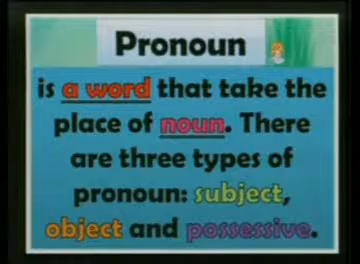 Pronoun
is a word that take the
place of noun. There
are three types of
pronoun: subject,
object and possessive.